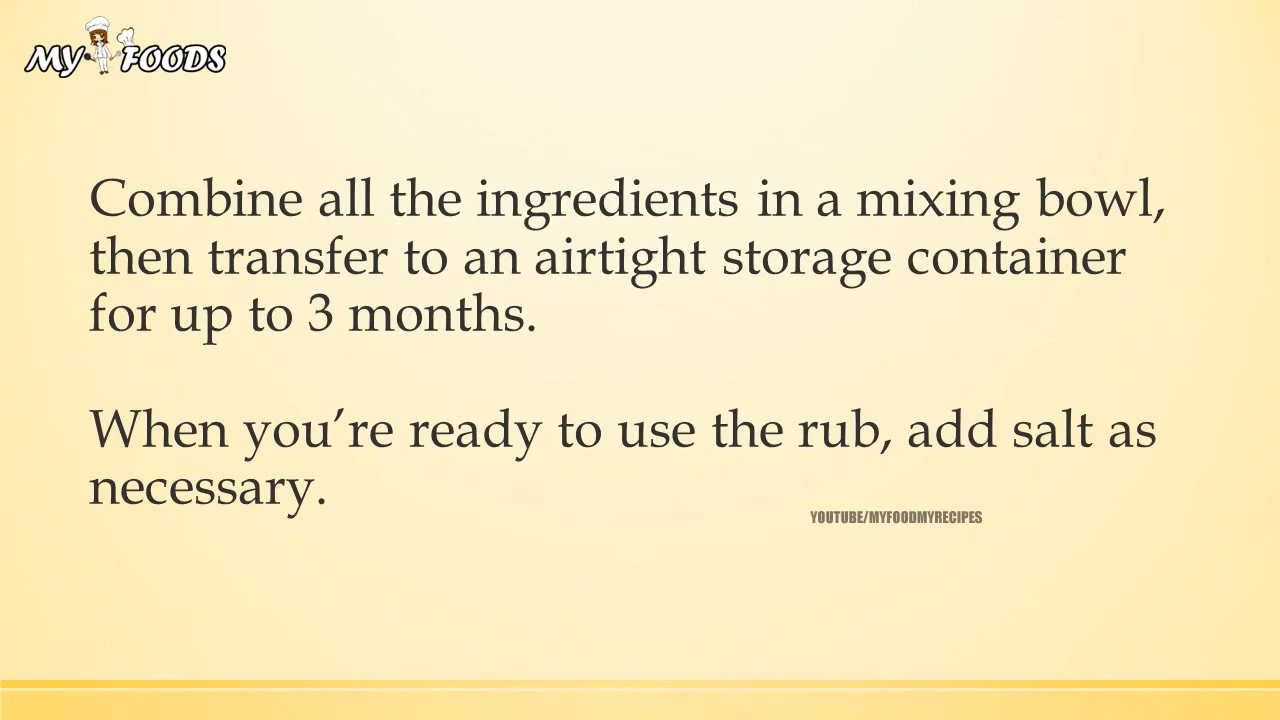 MY FOODS
Combine all the ingredients in a mixing bowl,
then transfer to an airtight storage container
for up to 3 months.
When you’re ready to use the rub, add salt as
necessary.
YOUTUBE/MYFOODMYRECIPES